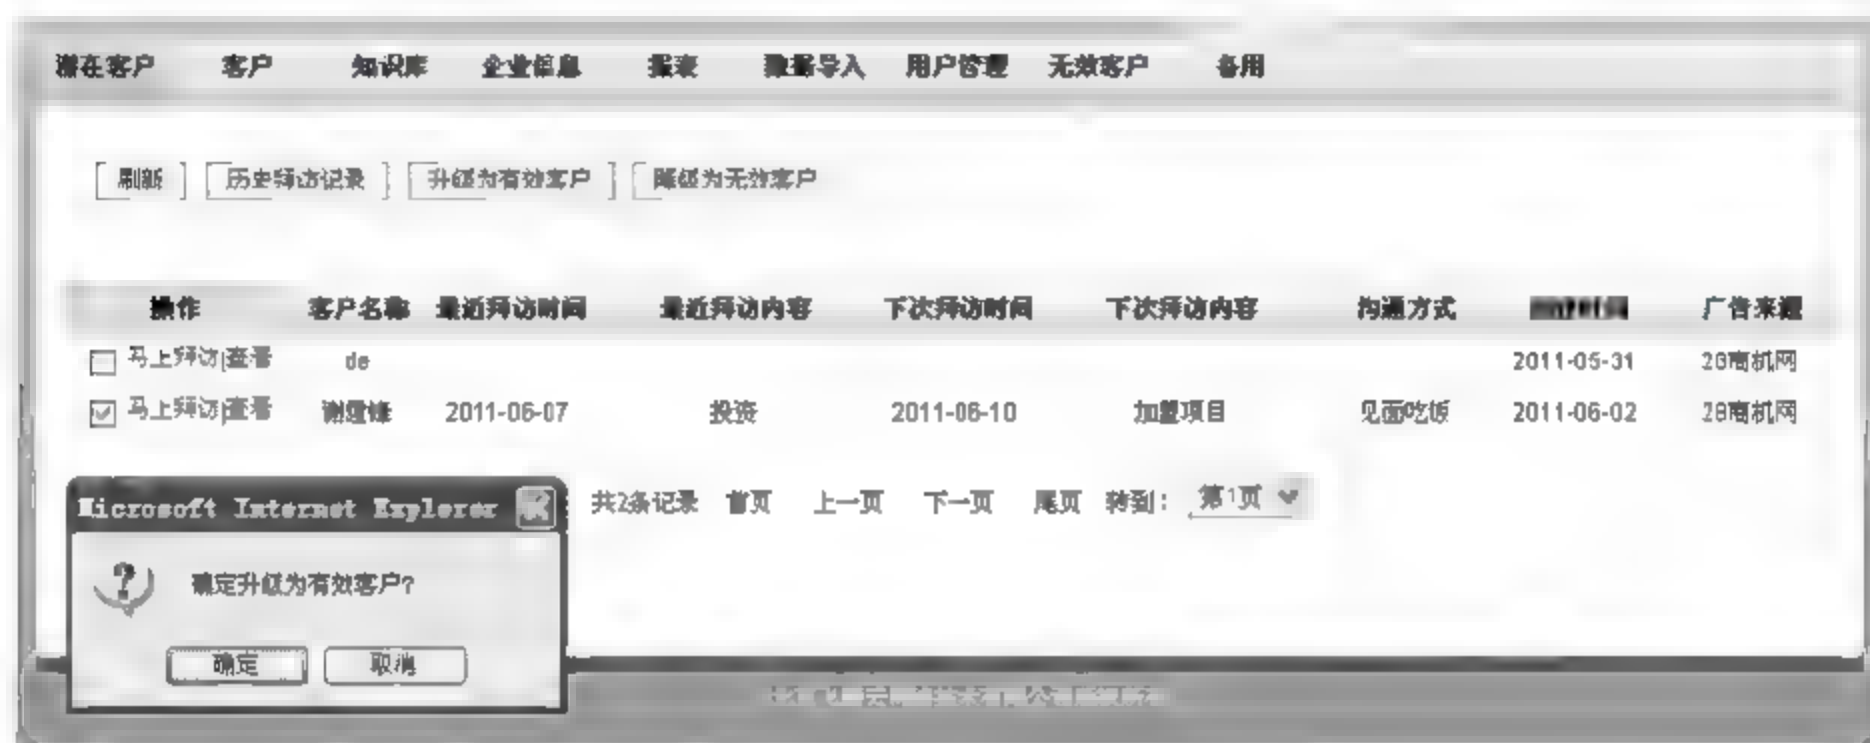 潜在客户 客户 知识库 企业信息 报表 数据导入 用户管理 无效客户 备用
刷新 历史拜访记录 升级为有效客户 降级为无效客户
操作 客户名称 最近拜访时间 最近拜访内容 下次拜访时间 下次拜访内容 沟通方式 广告来源
马上拜访|查看 de 2011-05-31 28商机网
马上拜访|查看 2011-06-07 投资 2011-06-10 加盟项目 见面吃饭 2011-06-02 28商机网
共2条记录 首页 上一页 下一页 尾页 转到: 第1页
Microsoft Internet Explorer
确定升级为有效客户?
确定 取消